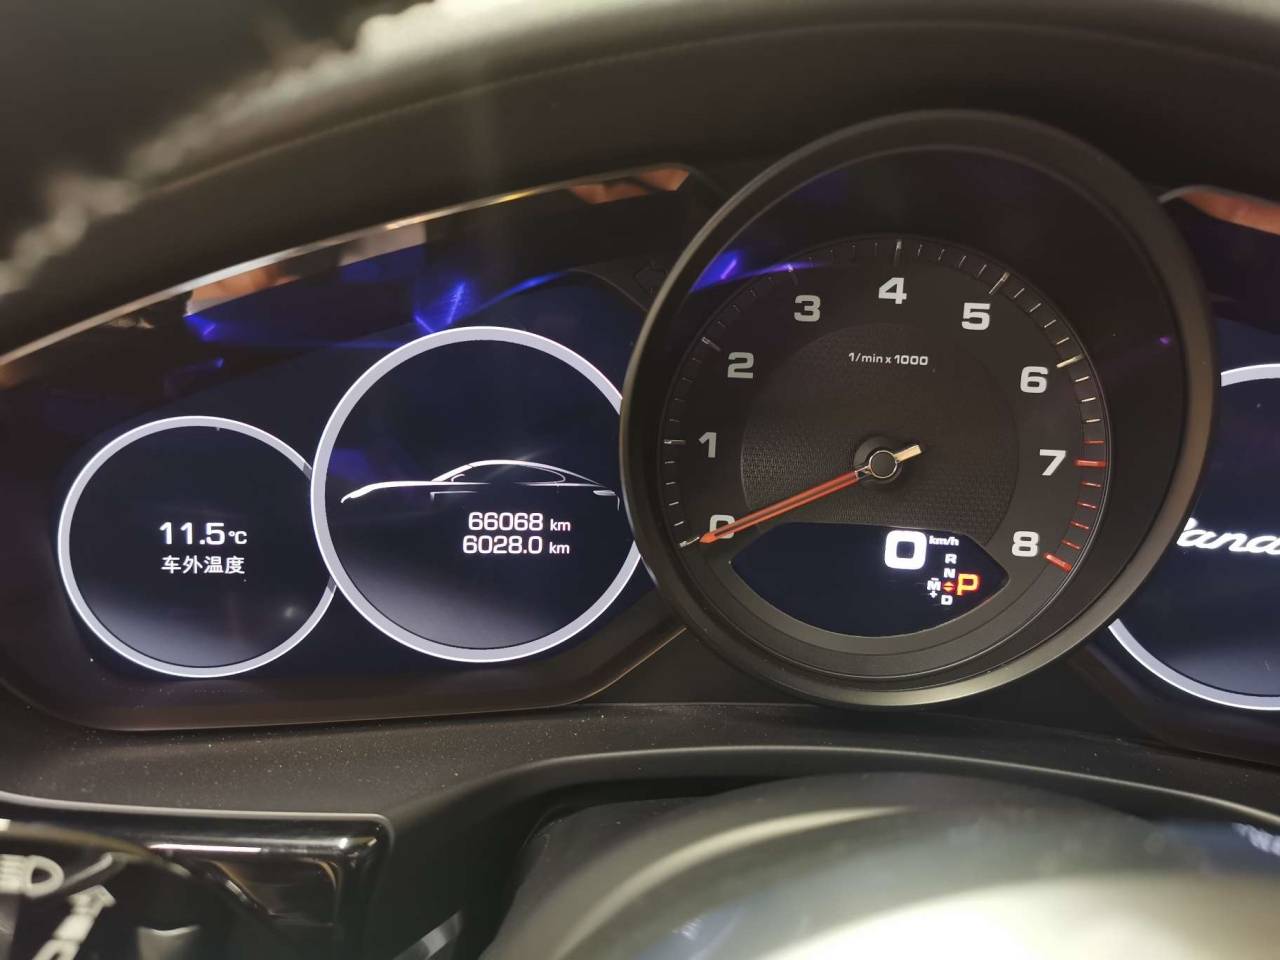 11.5°C
车外温度
66068 km
6028.0 km
0
1
2
3
4
5
6
7
8
1/min x 1000
0 km/h
R
N
M P
+ D